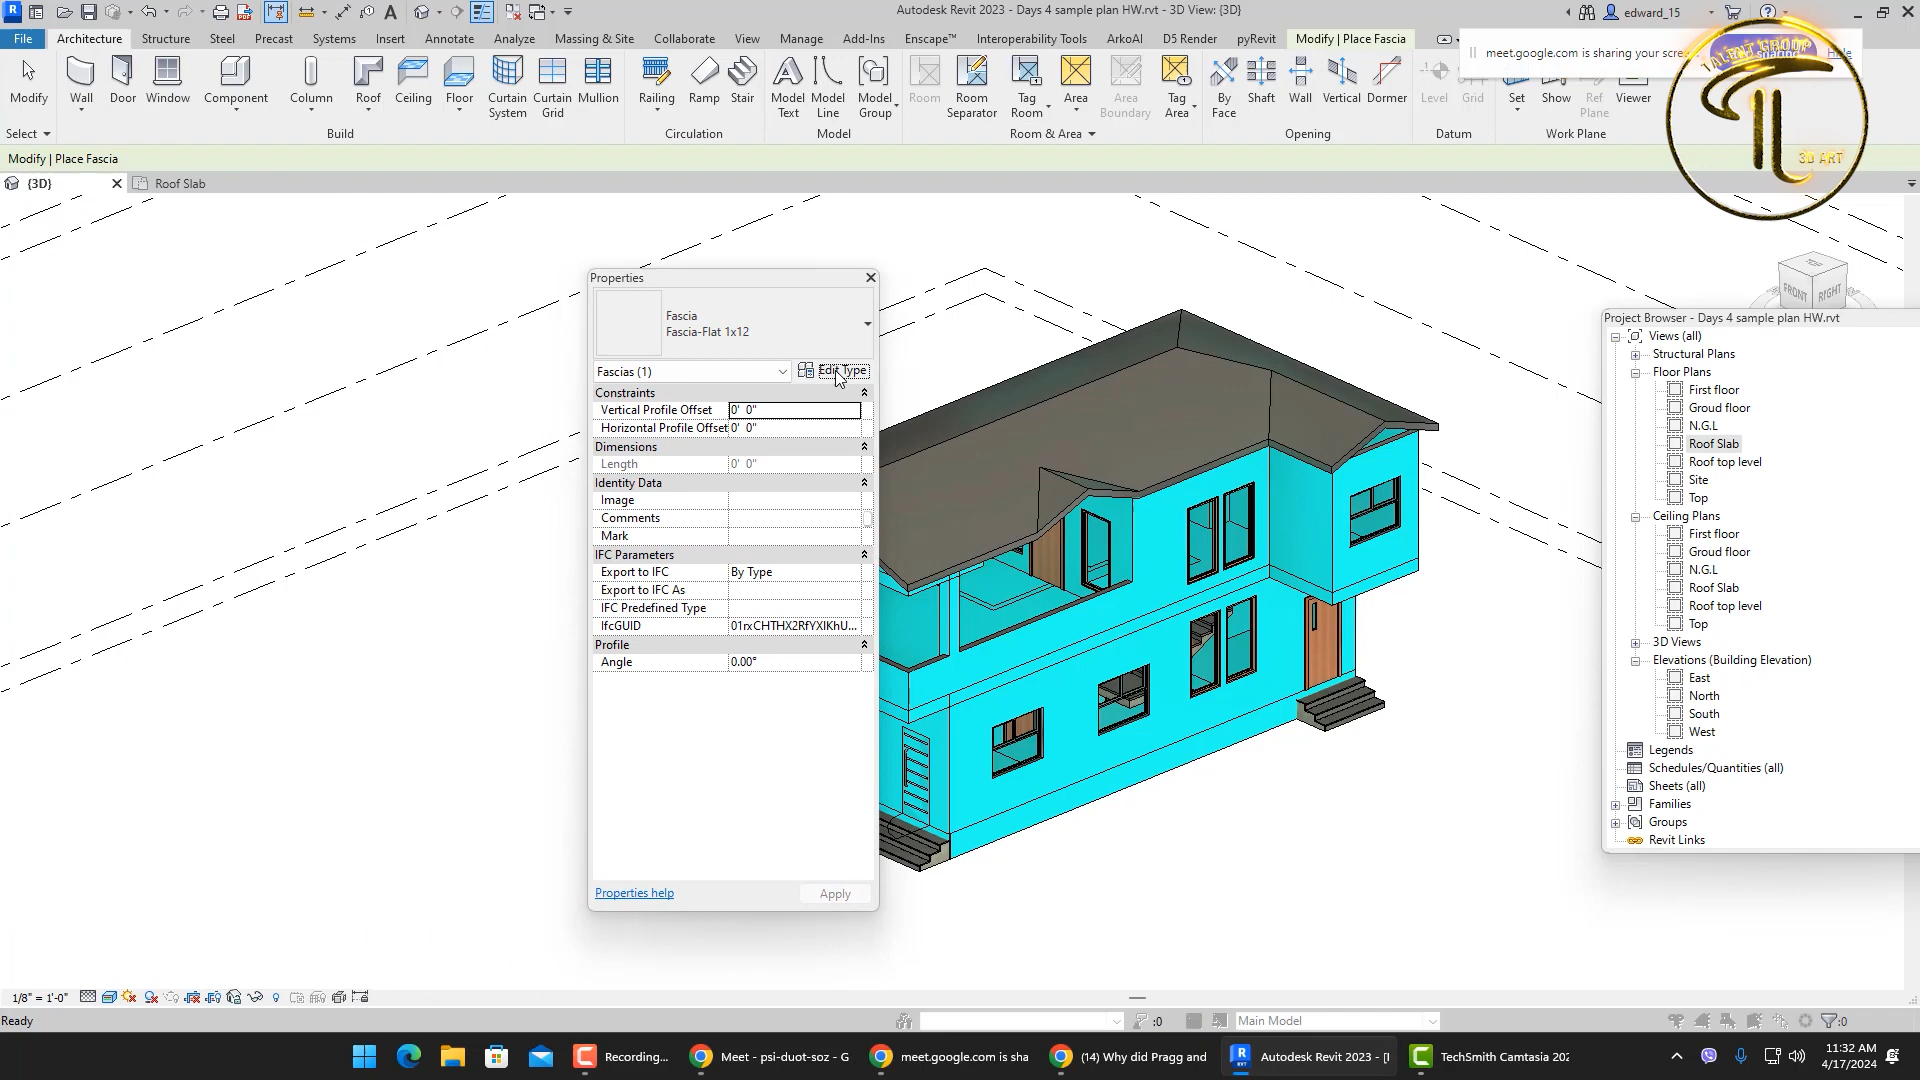 Autodesk Revit 2023 - Days 4 sample plan HW.rvt - 3D View: {3D}
edward_15
File Architecture Structure Steel Precast Systems Insert Annotate Analyze Massing & Site Collaborate View Manage Add-Ins Enscape™ Interoperability Tools ArkoAI D5 Render pyRevit Modify | Place Fascia
meet.google.com is sharing your scre
Hide
TALENT GROUP
sharing
3D ART
Modify Wall Door Window Component Column Roof Ceiling Floor Curtain System Curtain Grid Mullion Railing Ramp Stair Model Text Model Line Model Group Room Room Separator Tag Room Area Area Boundary Tag Area By Face Shaft Wall Vertical Dormer Level Grid Set Show Ref Plane Viewer
Select Build Circulation Model Room & Area Opening Datum Work Plane
Modify | Place Fascia
{3D} Roof Slab
TOP
FRONT RIGHT
Properties
Fascia
Fascia-Flat 1x12
Fascias (1) Edit Type
Constraints
Vertical Profile Offset 0' 0"
Horizontal Profile Offset 0' 0"
Dimensions
Length 0' 0"
Identity Data
Image
Comments
Mark
IFC Parameters
Export to IFC By Type
Export to IFC As
IFC Predefined Type
IfcGUID 01rxCHTHX2RfYXIKhU...
Profile
Angle 0.00°
Properties help Apply
Project Browser - Days 4 sample plan HW.rvt
Views (all)
Structural Plans
Floor Plans
First floor
Groud floor
N.G.L
Roof Slab
Roof top level
Site
Top
Ceiling Plans
First floor
Groud floor
N.G.L
Roof Slab
Roof top level
Top
3D Views
Elevations (Building Elevation)
East
North
South
West
Legends
Schedules/Quantities (all)
Sheets (all)
Families
Groups
Revit Links
1/8" = 1'-0"
Ready :0 Main Model :0
Recording... Meet - psi-duot-soz - G meet.google.com is sha (14) Why did Pragg and Autodesk Revit 2023 - [ TechSmith Camtasia 202
11:32 AM
4/17/2024